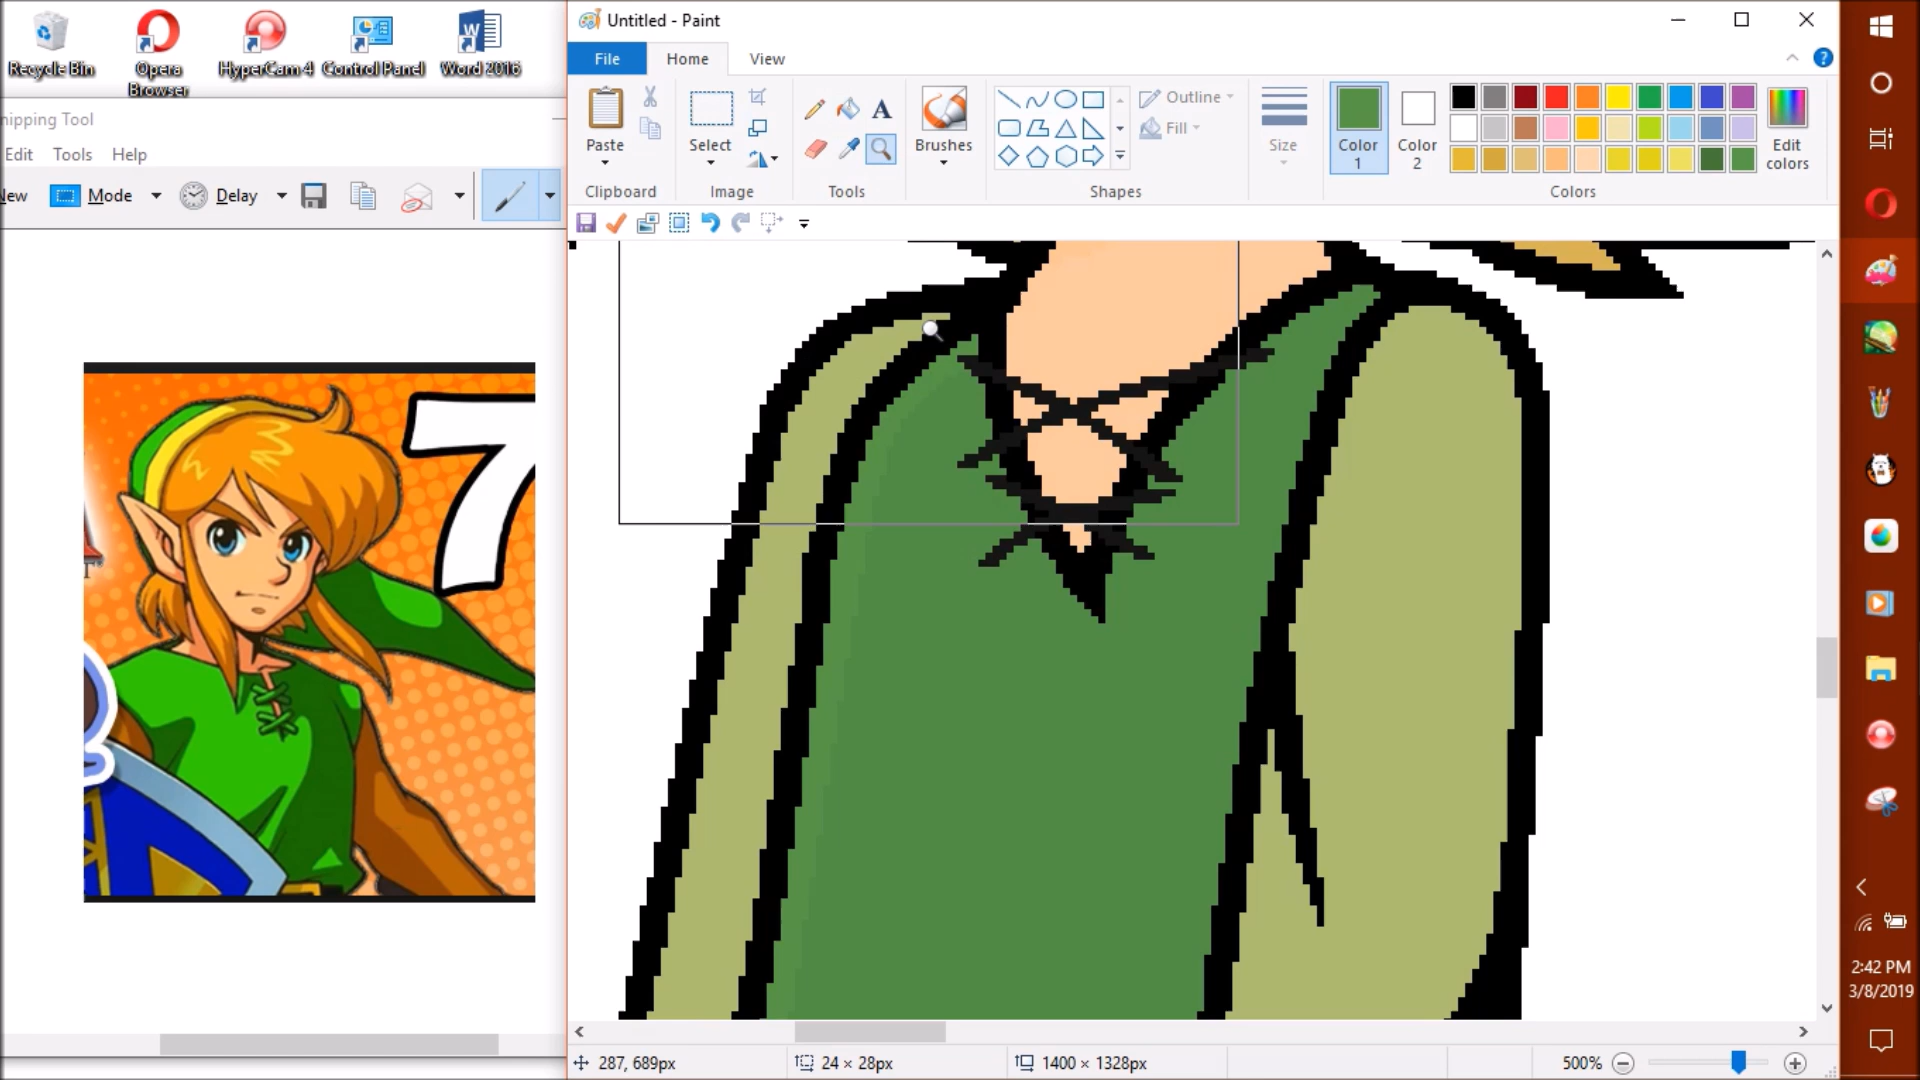 Recycle Bin
Opera Browser
HyperCam 4
Control Panel
Word 2016
Untitled - Paint
File
Home
View
nipping Tool
Edit
Tools
Help
New
Mode
Delay
Paste
Select
Brushes
Outline
Fill
Size
Color 1
Color 2
Edit colors
Clipboard
Image
Tools
Shapes
Colors
7
287, 689px
24 × 28px
1400 × 1328px
500%
2:42 PM
3/8/2019